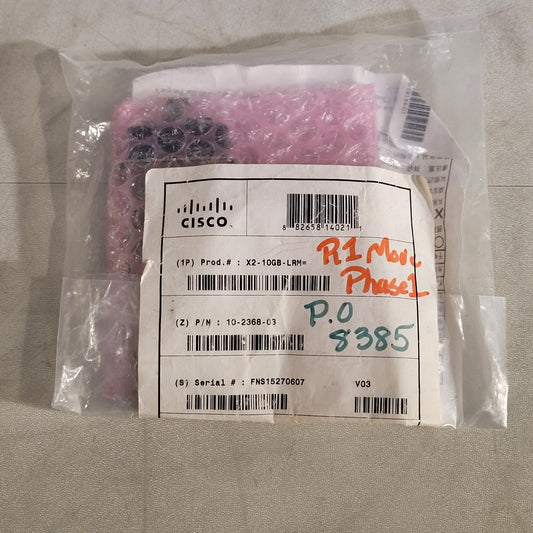 CISCO
8 82658 14021 1
(1P) Prod.# : X2-10GB-LRM=
R1 Move
Phase1
(Z) P/N : 10-2368-03
P.O
8385
(S) Serial # : FNS15270607
V03